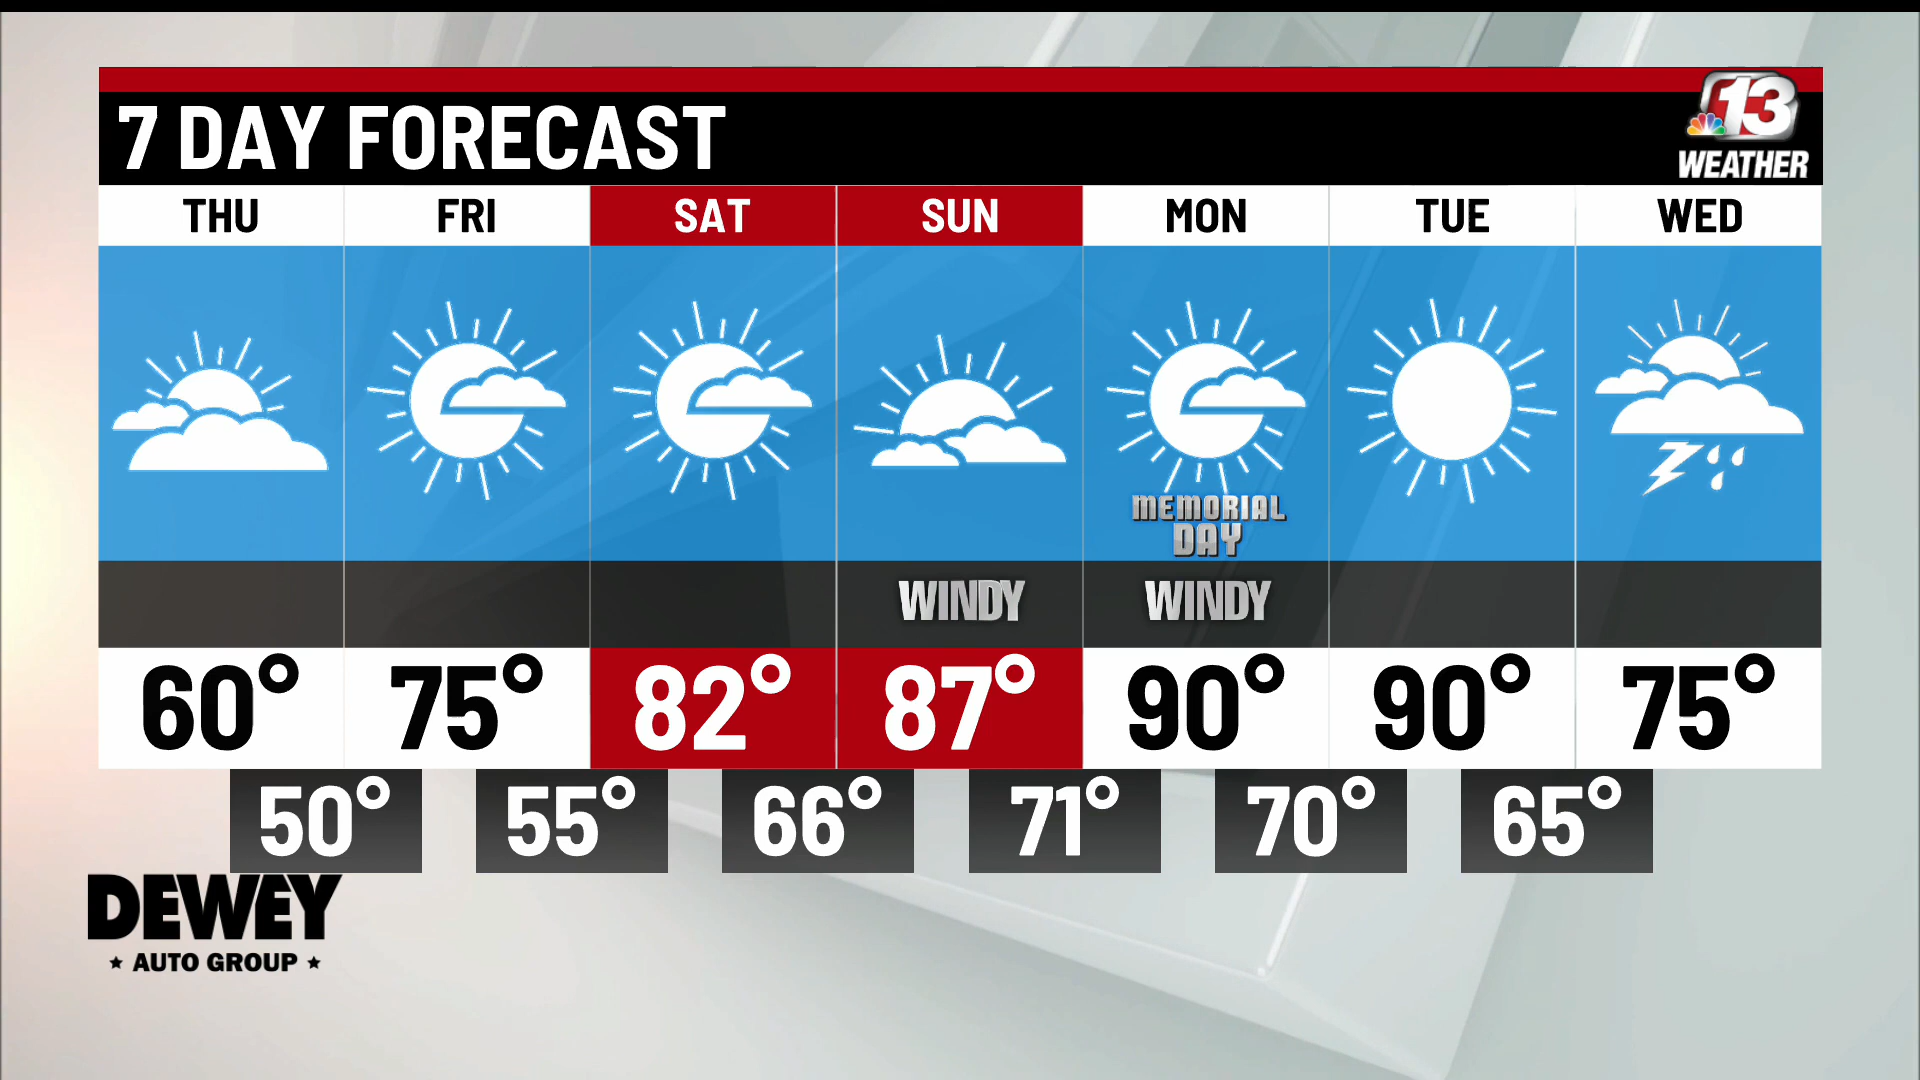 7 DAY FORECAST
13
WEATHER
THU FRI SAT SUN MON TUE WED
MEMORIAL
DAY
WINDY WINDY
60° 75° 82° 87° 90° 90° 75°
50° 55° 66° 71° 70° 65°
DEWEY
★ AUTO GROUP ★